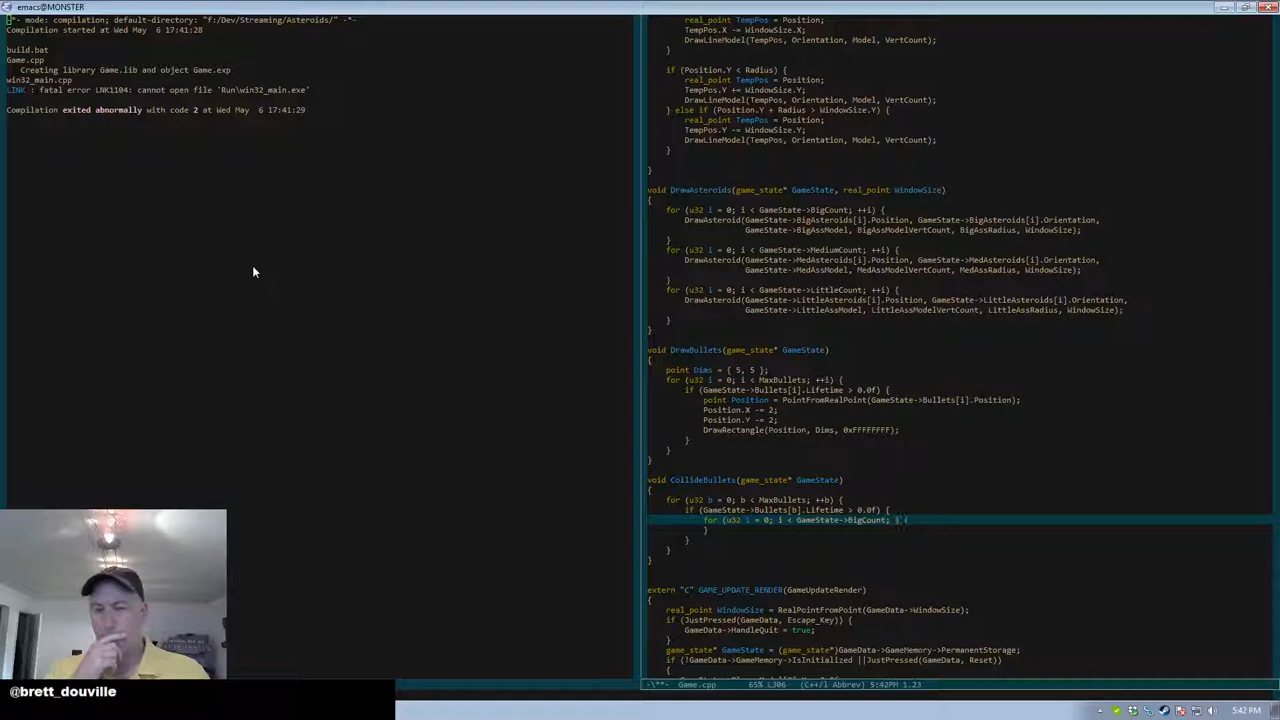 emacs@MONSTER
-*- mode: compilation; default-directory: "f:/Dev/Streaming/Asteroids/" -*-
Compilation started at Wed May  6 17:41:28
build.bat
Game.cpp
Creating library Game.lib and object Game.exp
win32_main.cpp
LINK : fatal error LNK1104: cannot open file 'Run\win32_main.exe'
Compilation exited abnormally with code 2 at Wed May  6 17:41:29
real_point TempPos = Position;
TempPos.X -= WindowSize.X;
DrawLineModel(TempPos, Orientation, Model, VertCount);
}
if (Position.Y < Radius) {
real_point TempPos = Position;
TempPos.Y += WindowSize.Y;
DrawLineModel(TempPos, Orientation, Model, VertCount);
} else if (Position.Y + Radius > WindowSize.Y) {
real_point TempPos = Position;
TempPos.Y -= WindowSize.Y;
DrawLineModel(TempPos, Orientation, Model, VertCount);
}
}
void DrawAsteroids(game_state* GameState, real_point WindowSize)
{
for (u32 i = 0; i < GameState->BigCount; ++i) {
DrawAsteroid(GameState->BigAsteroids[i].Position, GameState->BigAsteroids[i].Orientation,
GameState->BigAssModel, BigAssModelVertCount, BigAssRadius, WindowSize);
}
for (u32 i = 0; i < GameState->MediumCount; ++i) {
DrawAsteroid(GameState->MedAsteroids[i].Position, GameState->MedAsteroids[i].Orientation,
GameState->MedAssModel, MedAssModelVertCount, MedAssRadius, WindowSize);
}
for (u32 i = 0; i < GameState->LittleCount; ++i) {
DrawAsteroid(GameState->LittleAsteroids[i].Position, GameState->LittleAsteroids[i].Orientation,
GameState->LittleAssModel, LittleAssModelVertCount, LittleAssRadius, WindowSize);
}
}
void DrawBullets(game_state* GameState)
{
point Dims = { 5, 5 };
for (u32 i = 0; i < MaxBullets; ++i) {
if (GameState->Bullets[i].Lifetime > 0.0f) {
point Position = PointFromRealPoint(GameState->Bullets[i].Position);
Position.X -= 2;
Position.Y -= 2;
DrawRectangle(Position, Dims, 0xFFFFFFFF);
}
}
}
void CollideBullets(game_state* GameState)
{
for (u32 b = 0; b < MaxBullets; ++b) {
if (GameState->Bullets[b].Lifetime > 0.0f) {
for (u32 i = 0; i < GameState->BigCount; i {
}
}
}
}
extern "C" GAME_UPDATE_RENDER(GameUpdateRender)
{
real_point WindowSize = RealPointFromPoint(GameData->WindowSize);
if (JustPressed(GameData, Escape_Key)) {
GameData->HandleQuit = true;
}
game_state* GameState = (game_state*)GameData->GameMemory->PermanentStorage;
if (!GameData->GameMemory->IsInitialized ||JustPressed(GameData, Reset))
{
-\**-  Game.cpp  65% L306  (C++/l Abbrev) 5:42PM 1.23
@brett_douville
5:42 PM